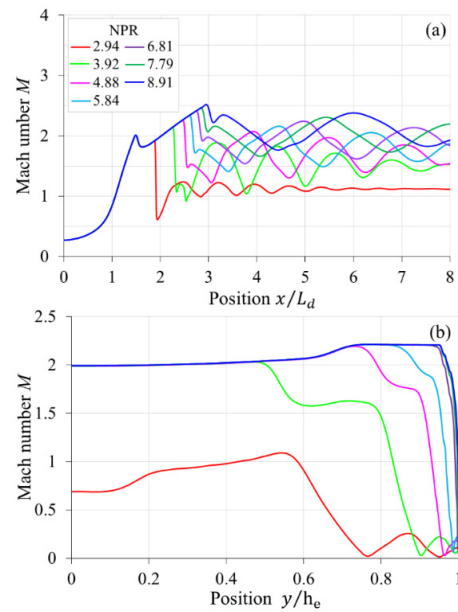 (a)
NPR
2.94 6.81
3.92 7.79
4.88 8.91
5.84
Mach umber M
4
3
2
1
0
0 1 2 3 4 5 6 7 8
Position x/L_d
(b)
Mach number M
2.5
2
1.5
1
0.5
0
0 0.2 0.4 0.6 0.8 1
Position y/h_e